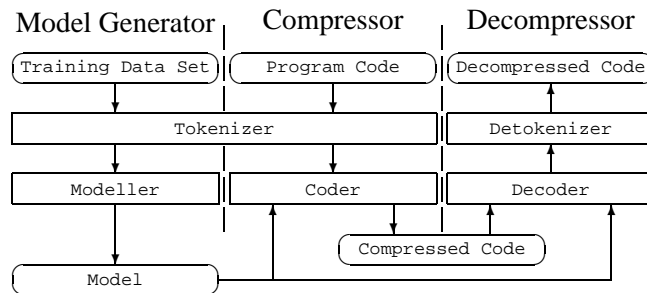 Model Generator Compressor Decompressor
Training Data Set Program Code Decompressed Code
Tokenizer Detokenizer
Modeller Coder Decoder
Compressed Code
Model